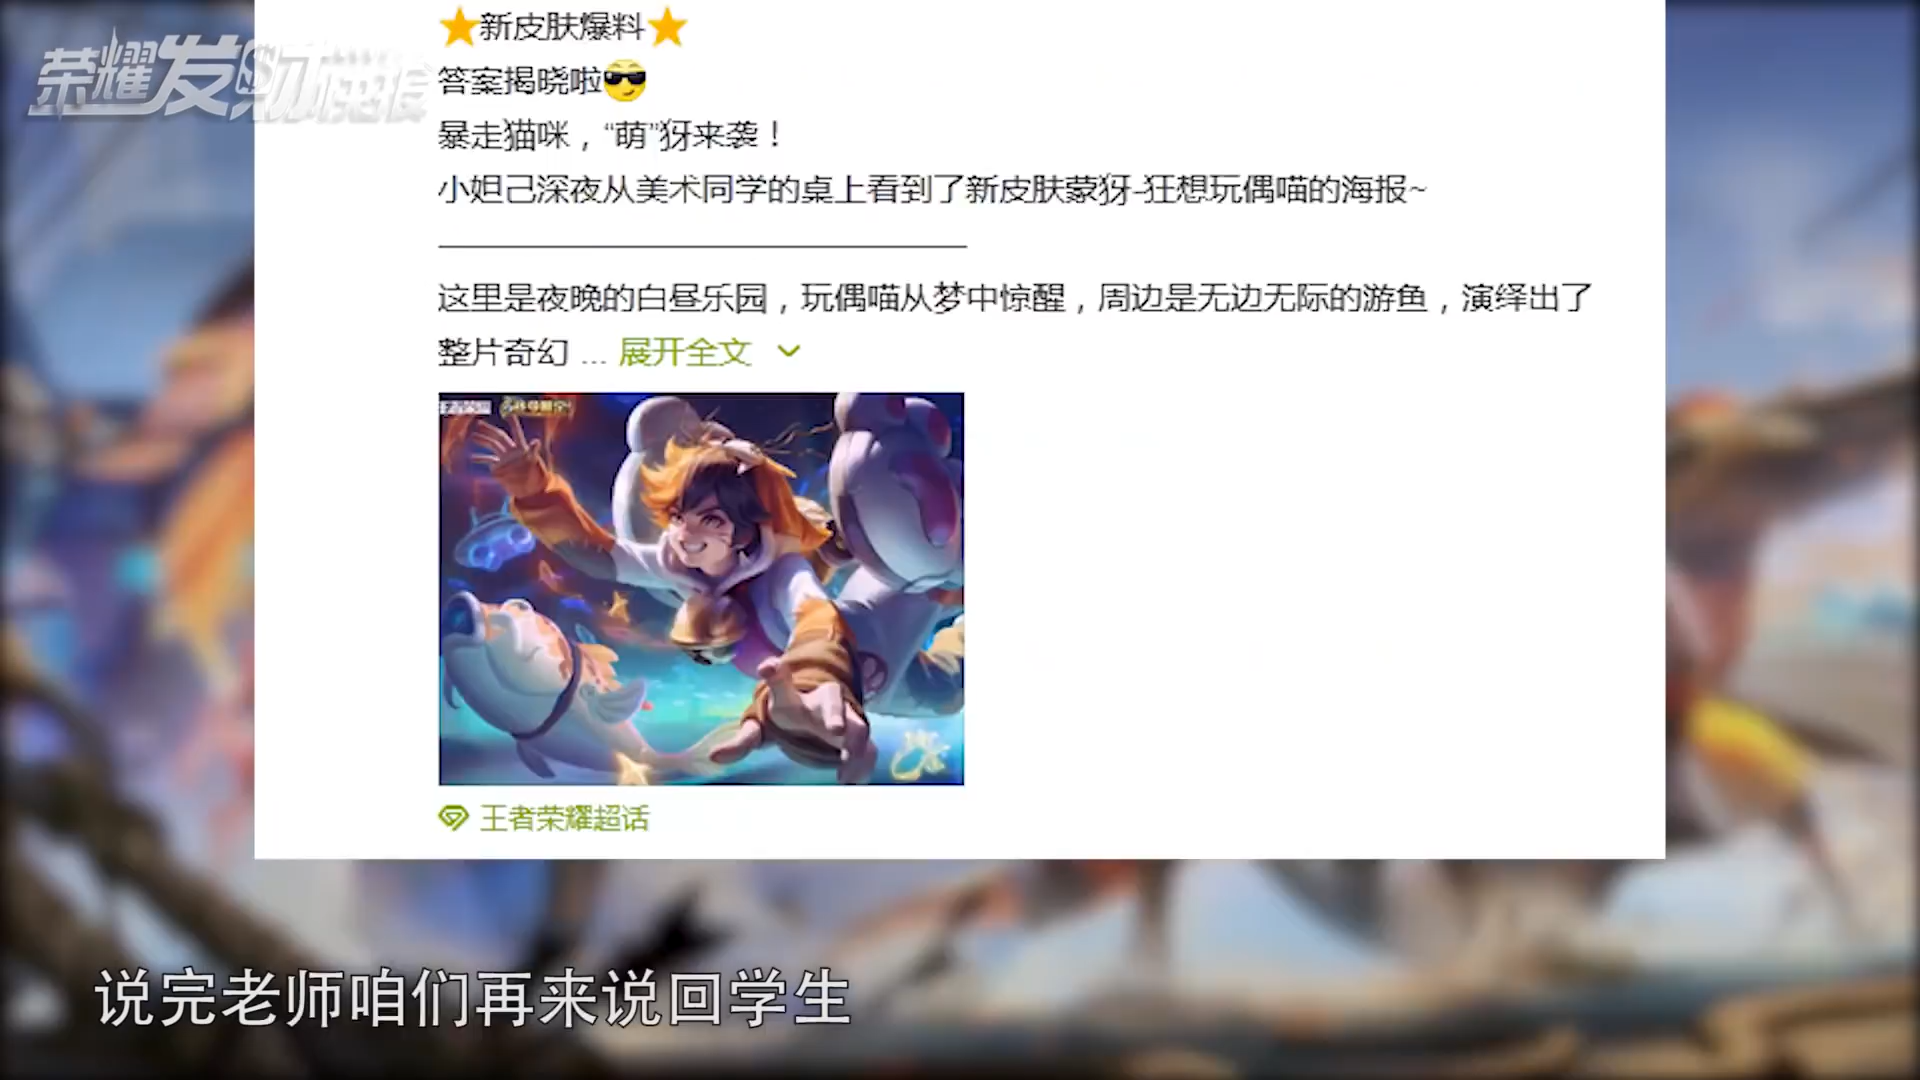 荣耀发财快报
⭐新皮肤爆料⭐
答案揭晓啦😎
暴走猫咪，“萌”犽来袭！
小妲己深夜从美术同学的桌上看到了新皮肤蒙犽-狂想玩偶喵的海报~
这里是夜晚的白昼乐园，玩偶喵从梦中惊醒，周边是无边无际的游鱼，演绎出了
整片奇幻 ... 展开全文
王者荣耀超话
说完老师咱们再来说回学生